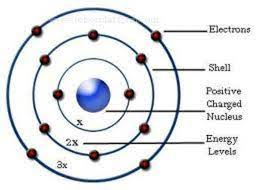 Electrons
Shell
Positive
Charged
Nucleus
x
Energy
Levels
2x
3x